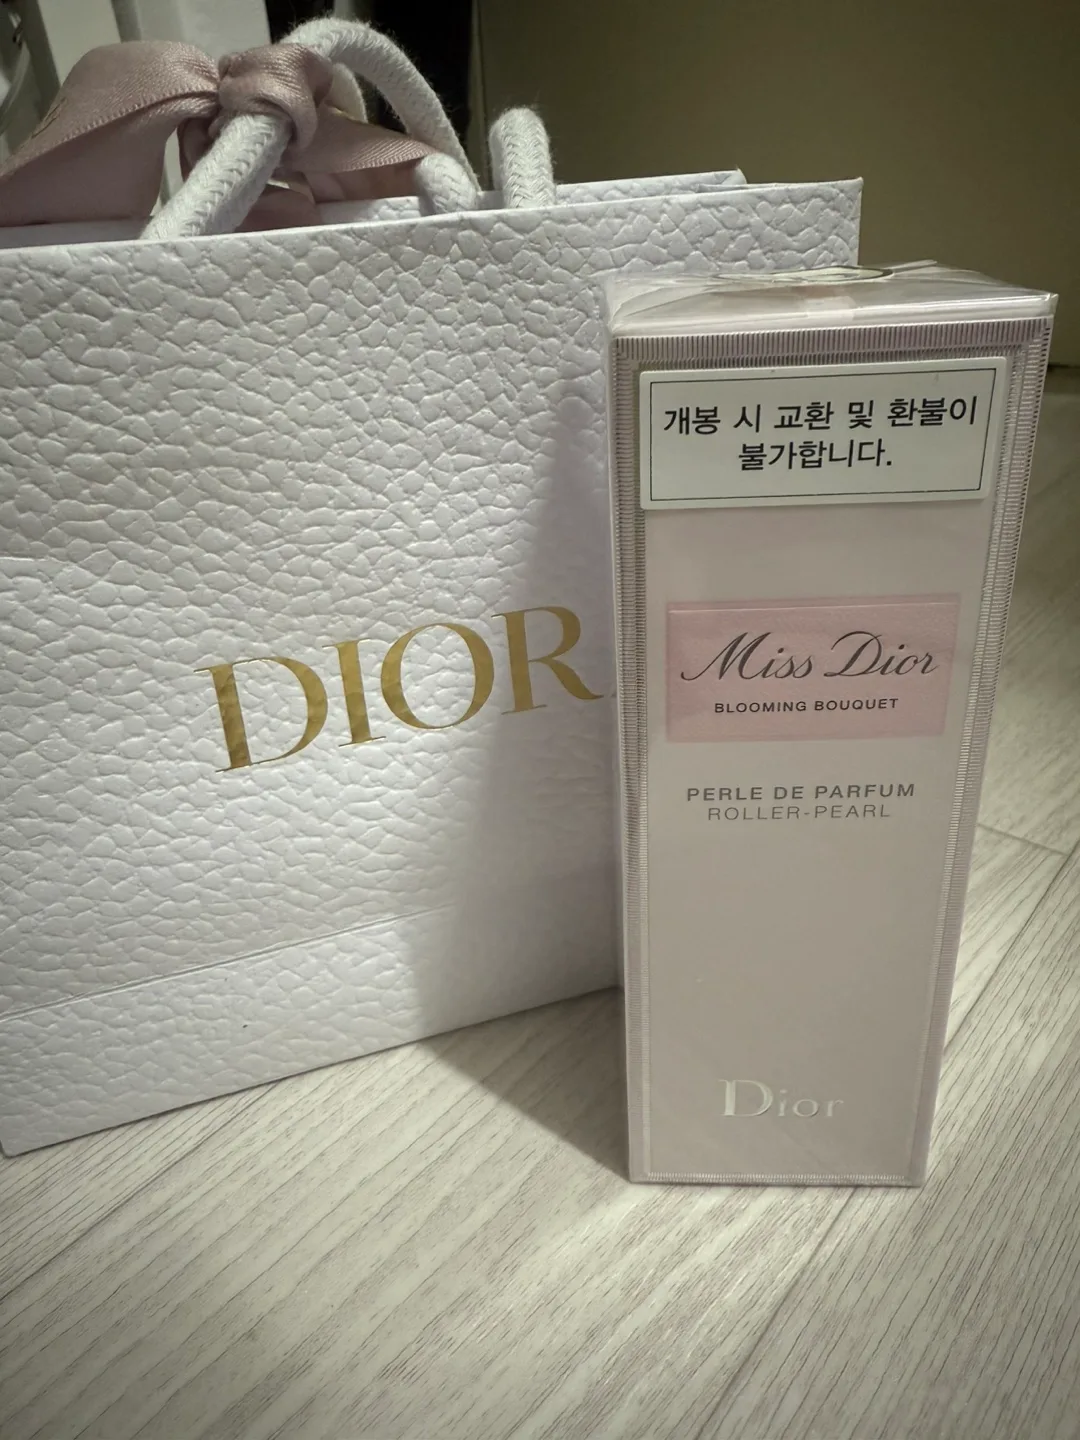 DIOR
개봉 시 교환 및 환불이
불가합니다.
Miss Dior
BLOOMING BOUQUET
PERLE DE PARFUM
ROLLER-PEARL
Dior